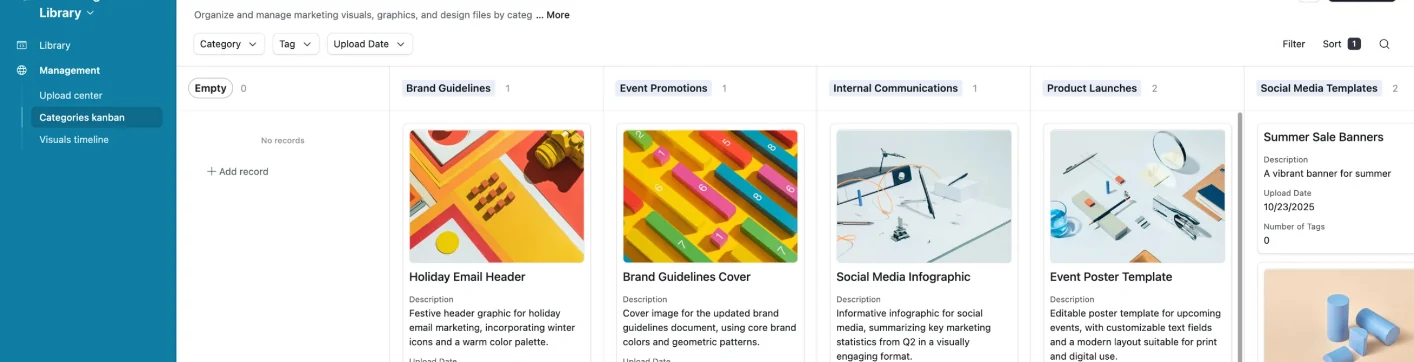 Library
Organize and manage marketing visuals, graphics, and design files by categ ... More
Category
Tag
Upload Date
Filter
Sort 1
Library
Management
Upload center
Categories kanban
Visuals timeline
Empty 0
No records
+ Add record
Brand Guidelines 1
Holiday Email Header
Description
Festive header graphic for holiday
email marketing, incorporating winter
icons and a warm color palette.
Upload Date
Event Promotions 1
Brand Guidelines Cover
Description
Cover image for the updated brand
guidelines document, using core brand
colors and geometric patterns.
Upload Date
Internal Communications 1
Social Media Infographic
Description
Informative infographic for social
media, summarizing key marketing
statistics from Q2 in a visually
engaging format.
Product Launches 2
Event Poster Template
Description
Editable poster template for upcoming
events, with customizable text fields
and a modern layout suitable for print
and digital use.
Social Media Templates 2
Summer Sale Banners
Description
A vibrant banner for summer
Upload Date
10/23/2025
Number of Tags
0